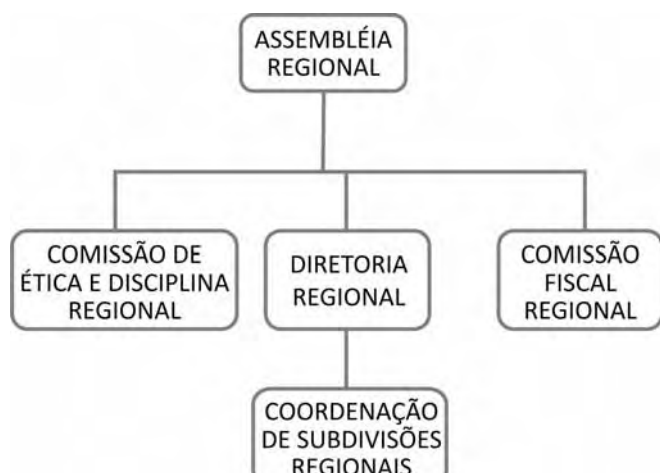 ASSEMBLÉIA
REGIONAL
COMISSÃO DE
ÉTICA E DISCIPLINA
REGIONAL
DIRETORIA
REGIONAL
COMISSÃO
FISCAL
REGIONAL
COORDENAÇÃO
DE SUBDIVISÕES
REGIONAIS